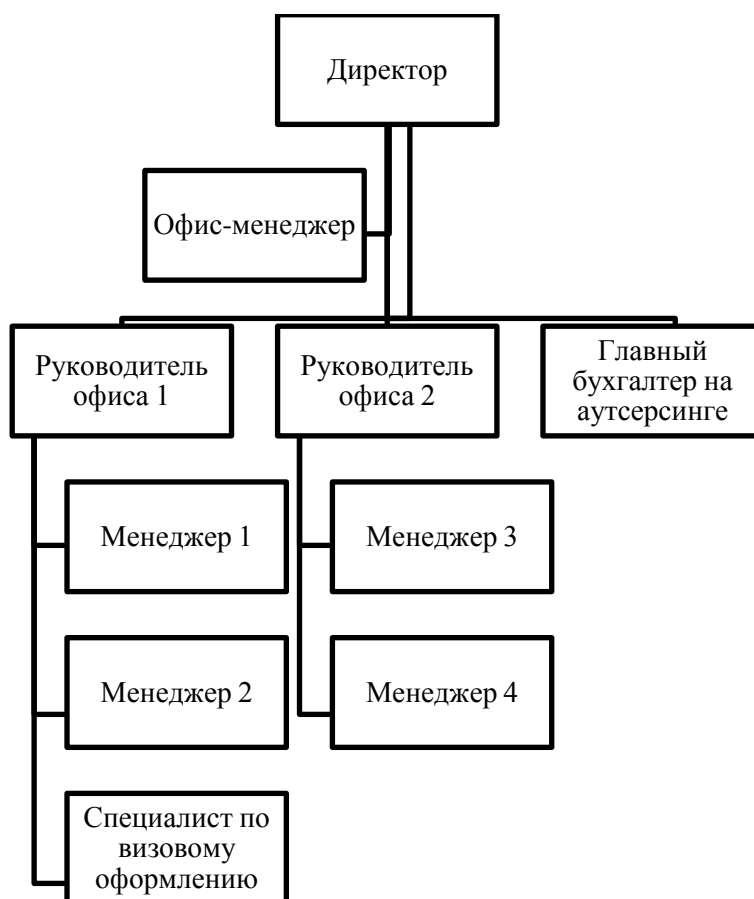 Директор
Офис-менеджер
Руководитель
офиса 1
Руководитель
офиса 2
Главный
бухгалтер на
аутсерсинге
Менеджер 1
Менеджер 3
Менеджер 2
Менеджер 4
Специалист по
визовому
оформлению